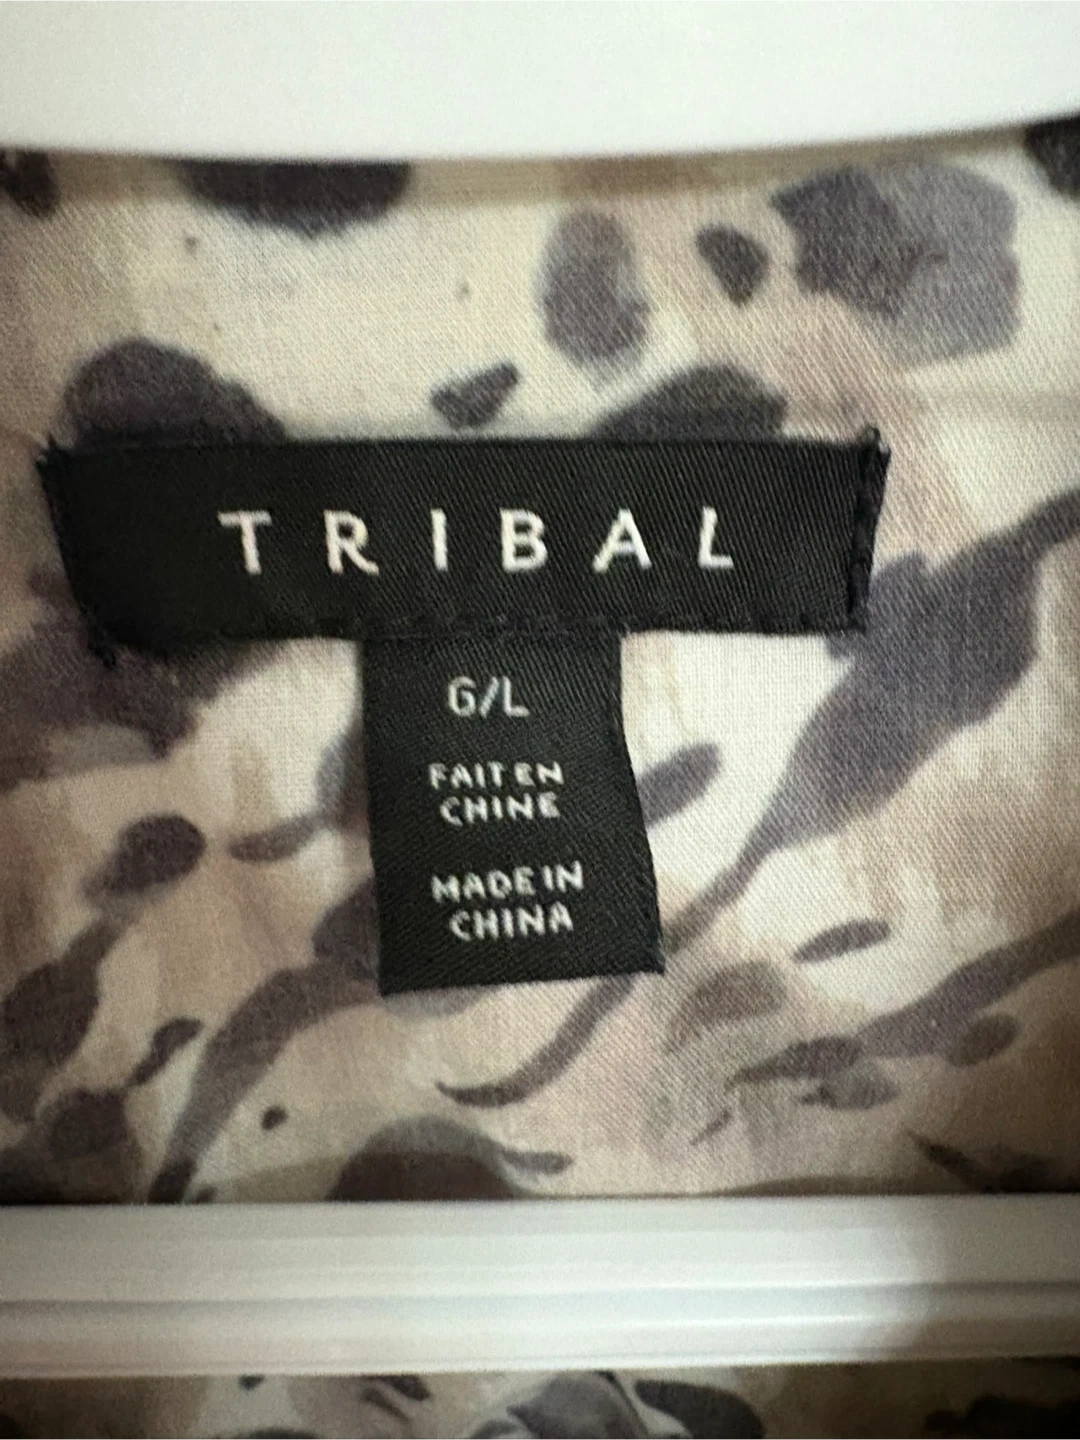 TRIBAL
G/L
FAIT EN
CHINE
MADE IN
CHINA